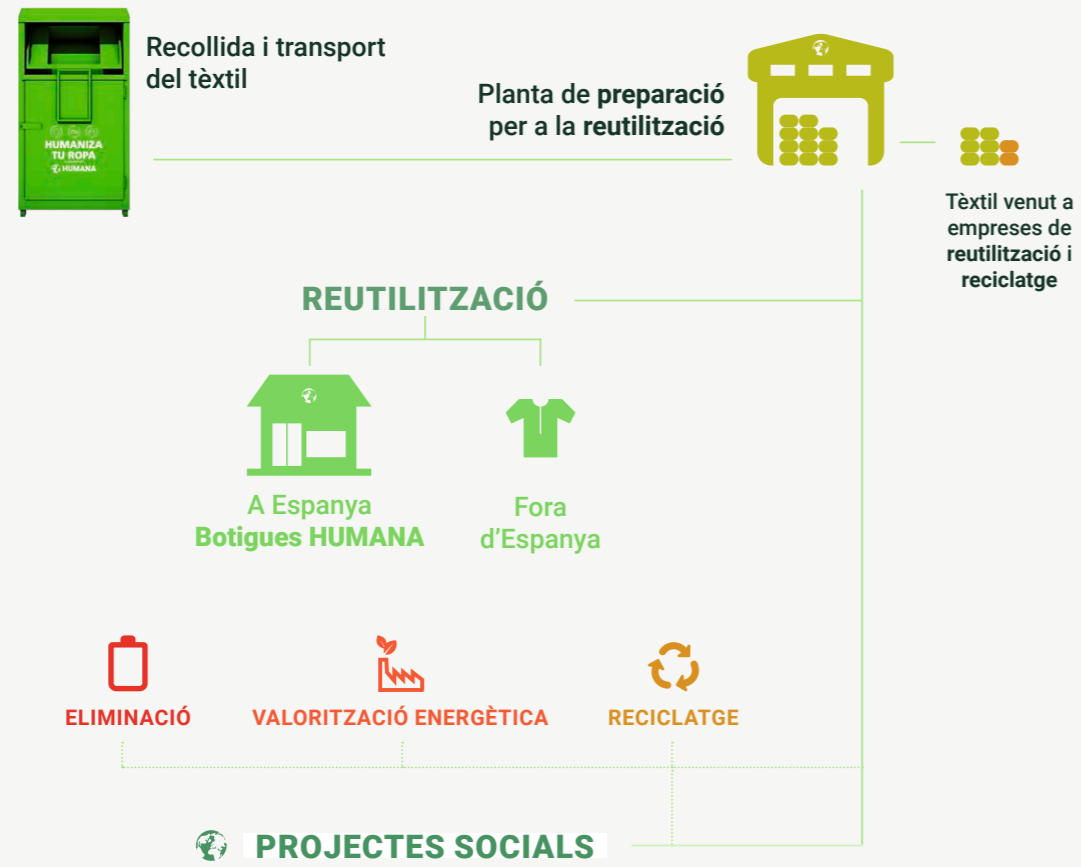 Recollida i transport
del tèxtil
HUMANIZA
TU ROPA
HUMANA
Planta de preparació
per a la reutilització
Tèxtil venut a
empreses de
reutilització i
reciclatge
REUTILITZACIÓ
A Espanya
Botigues HUMANA
Fora
d'Espanya
ELIMINACIÓ
VALORITZACIÓ ENERGÈTICA
RECICLATGE
PROJECTES SOCIALS